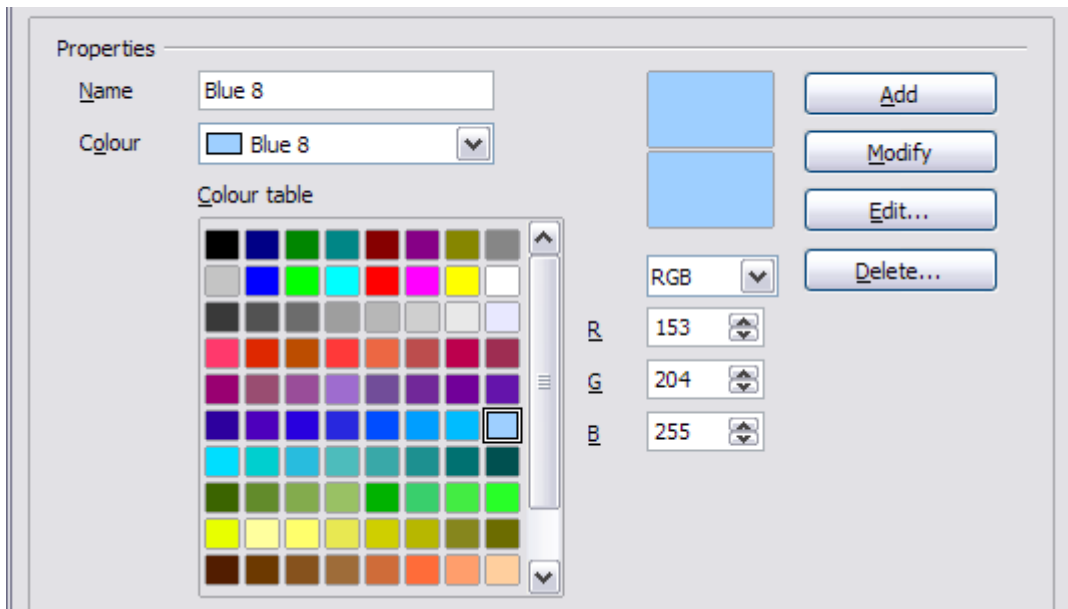 Properties
Name Blue 8 Add
Colour Blue 8 Modify
Colour table Edit...
RGB Delete...
R 153
G 204
B 255